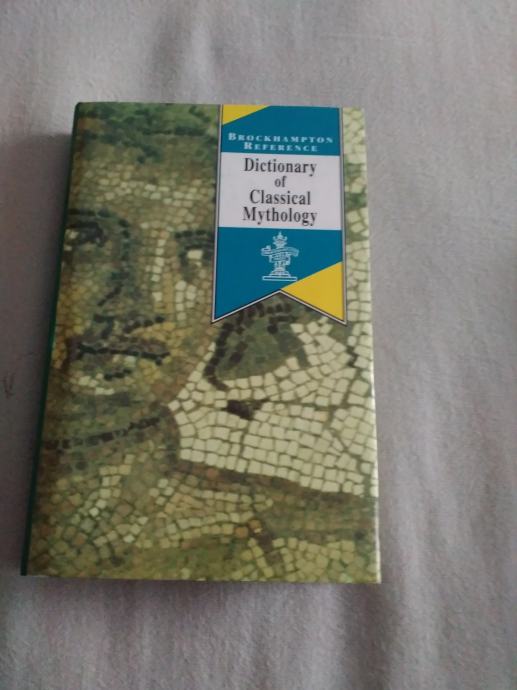 BROCKHAMPTON
REFERENCE
Dictionary
of
Classical
Mythology